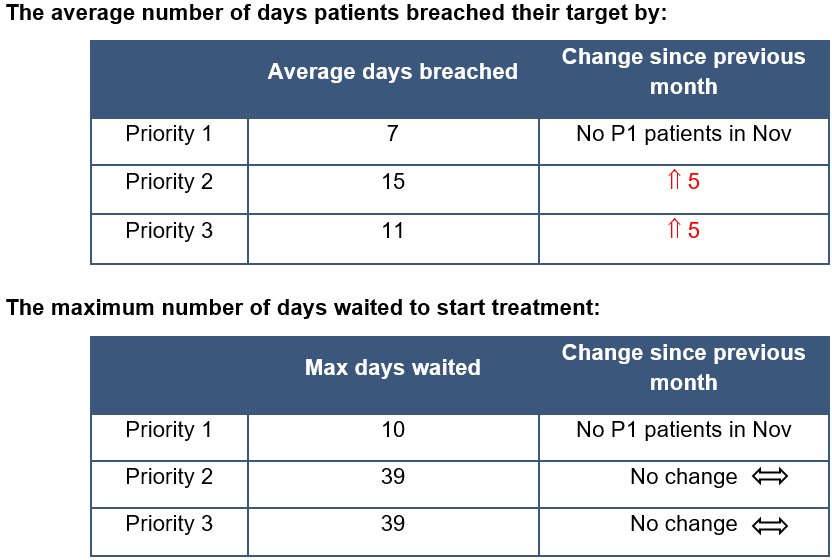 The average number of days patients breached their target by:
Average days breached
Change since previous
month
Priority 1 7 No P1 patients in Nov
Priority 2 15 ⇑ 5
Priority 3 11 ⇑ 5
The maximum number of days waited to start treatment:
Max days waited
Change since previous
month
Priority 1 10 No P1 patients in Nov
Priority 2 39 No change ⇔
Priority 3 39 No change ⇔